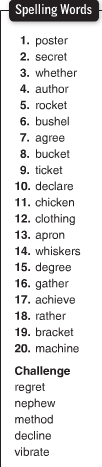 Spelling Words
1. poster
2. secret
3. whether
4. author
5. rocket
6. bushel
7. agree
8. bucket
9. ticket
10. declare
11. chicken
12. clothing
13. apron
14. whiskers
15. degree
16. gather
17. achieve
18. rather
19. bracket
20. machine
Challenge
regret
nephew
method
decline
vibrate